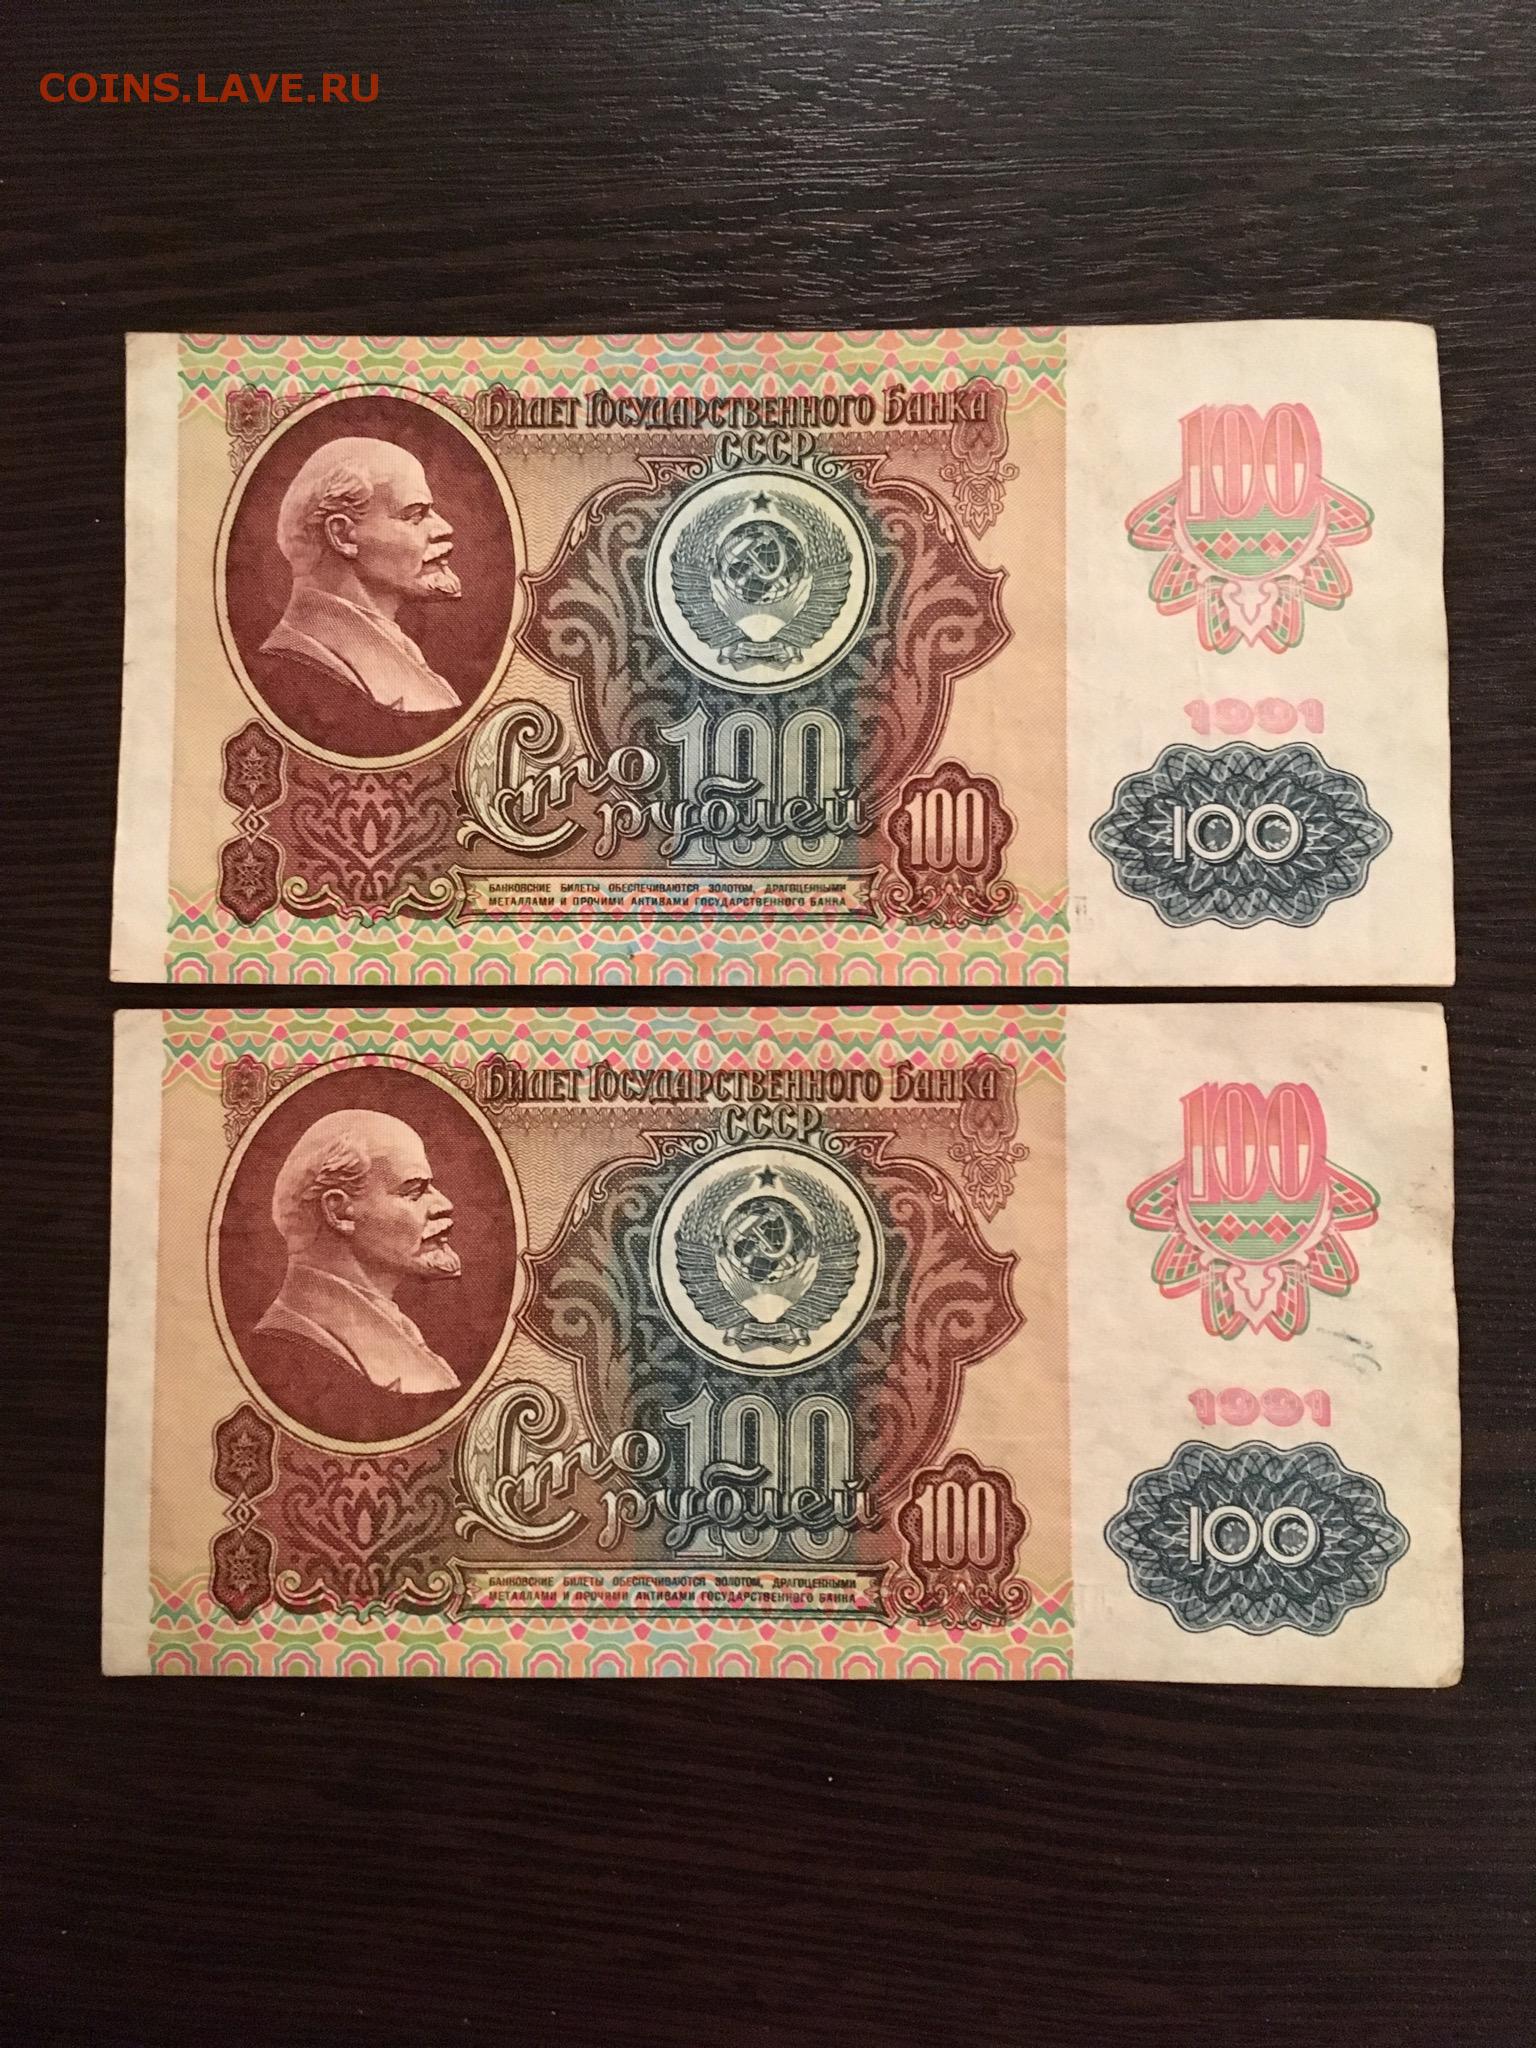 COINS.LAVE.RU
Билет Государственного Банка
СССР
100
1991
Сто
100
рублей
100
100
БАНКОВСКИЕ БИЛЕТЫ ОБЕСПЕЧИВАЮТСЯ ЗОЛОТОМ, ДРАГОЦЕННЫМИ
МЕТАЛЛАМИ И ПРОЧИМИ АКТИВАМИ ГОСУДАРСТВЕННОГО БАНКА
Билет Государственного Банка
СССР
100
1991
Сто
100
рублей
100
100
БАНКОВСКИЕ БИЛЕТЫ ОБЕСПЕЧИВАЮТСЯ ЗОЛОТОМ, ДРАГОЦЕННЫМИ
МЕТАЛЛАМИ И ПРОЧИМИ АКТИВАМИ ГОСУДАРСТВЕННОГО БАНКА